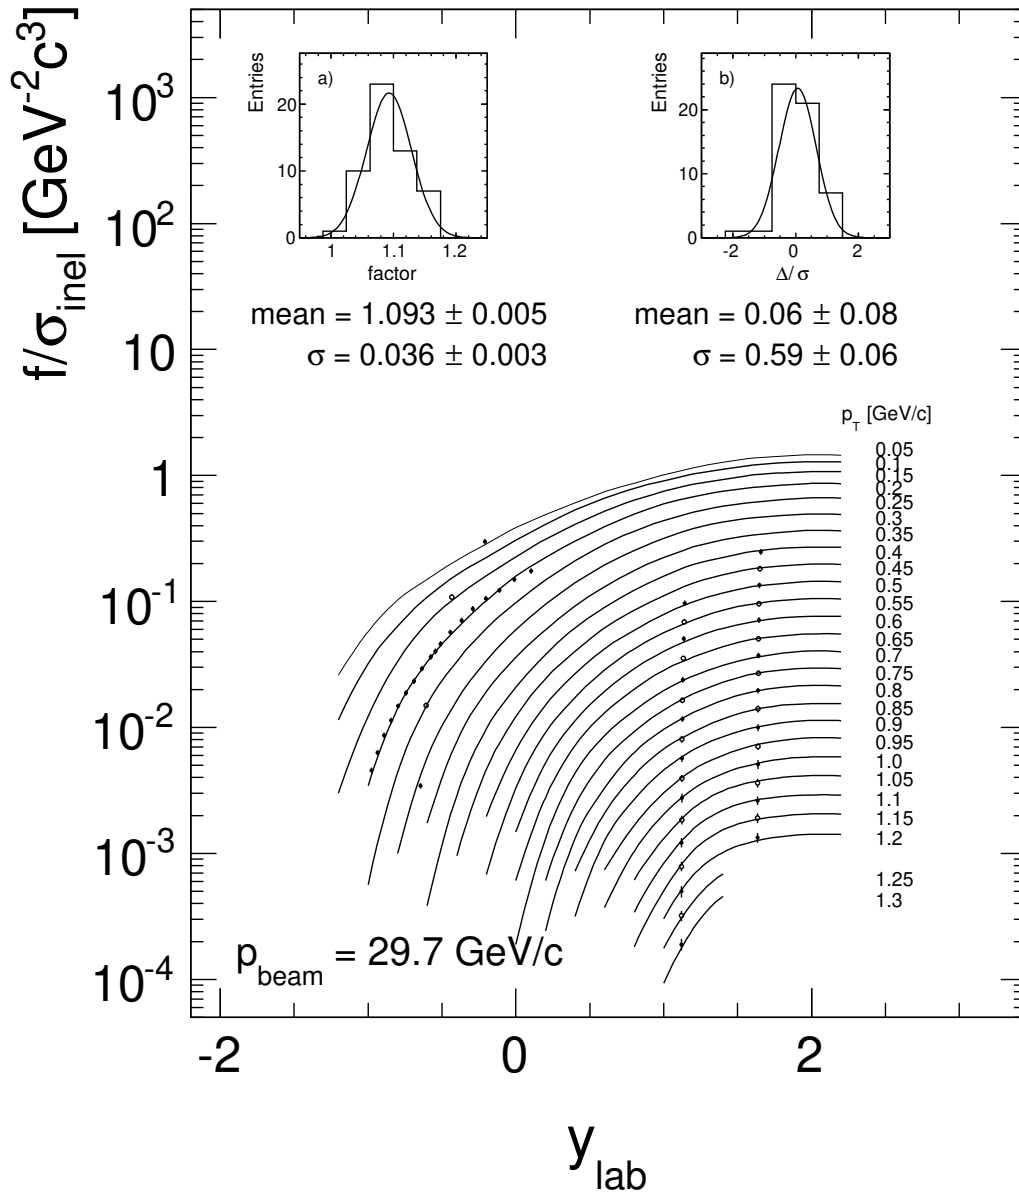 f/σ_inel [GeV⁻²c³]
10³
10²
10
1
10⁻¹
10⁻²
10⁻³
10⁻⁴
Entries
a)
20
10
0
1 1.1 1.2
factor
mean = 1.093 ± 0.005
σ = 0.036 ± 0.003
Entries
b)
20
10
0
-2 0 2
Δ/σ
mean = 0.06 ± 0.08
σ = 0.59 ± 0.06
p_T [GeV/c]
0.05
0.1
0.15
0.2
0.25
0.3
0.35
0.4
0.45
0.5
0.55
0.6
0.65
0.7
0.75
0.8
0.85
0.9
0.95
1.0
1.05
1.1
1.15
1.2
1.25
1.3
p_beam = 29.7 GeV/c
-2 0 2
y_lab